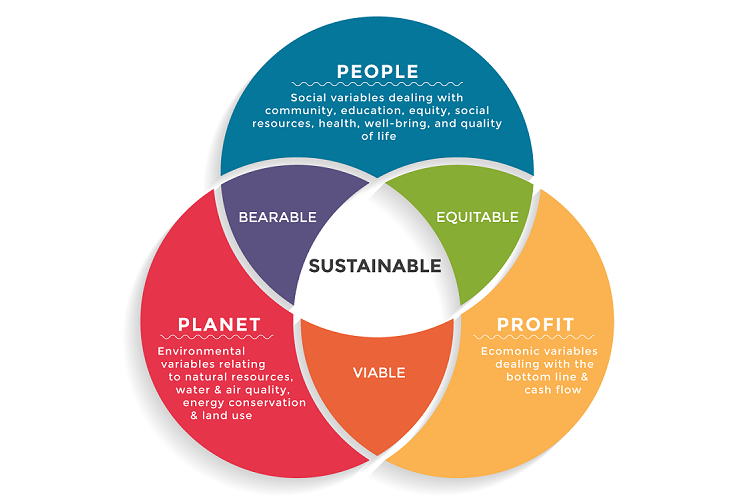 PEOPLE
Social variables dealing with
community, education, equity, social
resources, health, well-bring, and quality
of life
BEARABLE
EQUITABLE
SUSTAINABLE
PLANET
Environmental
variables relating
to natural resources,
water & air quality,
energy conservation
& land use
PROFIT
Ecomonic variables
dealing with the
bottom line &
cash flow
VIABLE